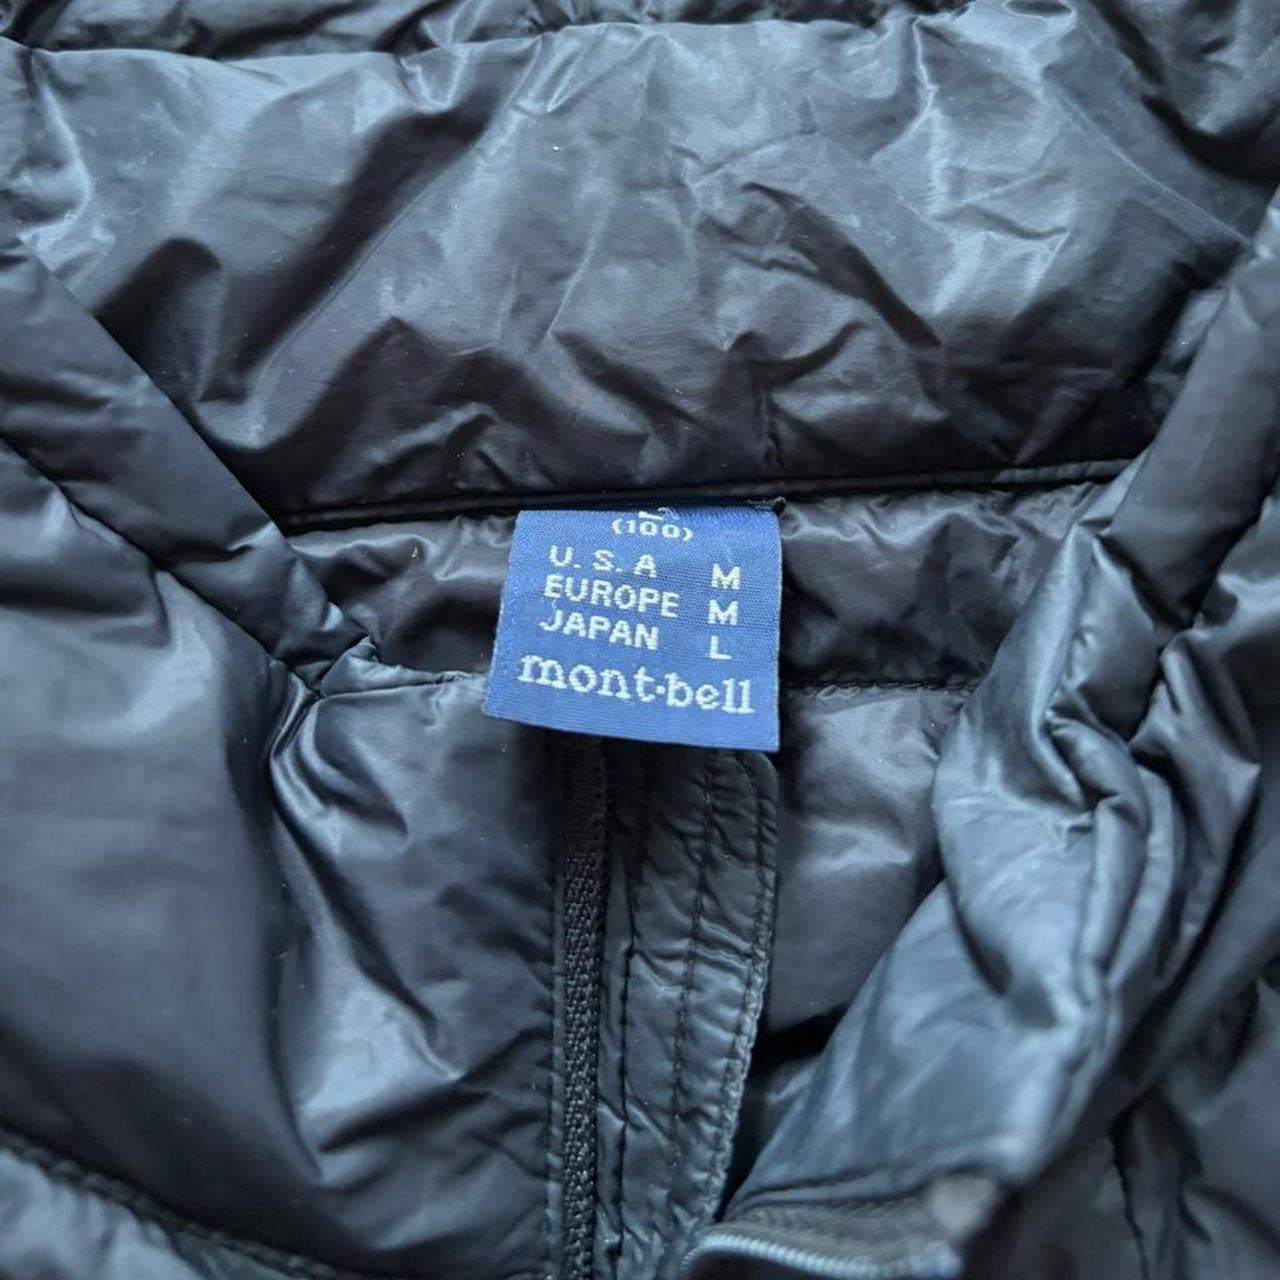 (100)
U.S.A M
EUROPE M
JAPAN L
mont-bell